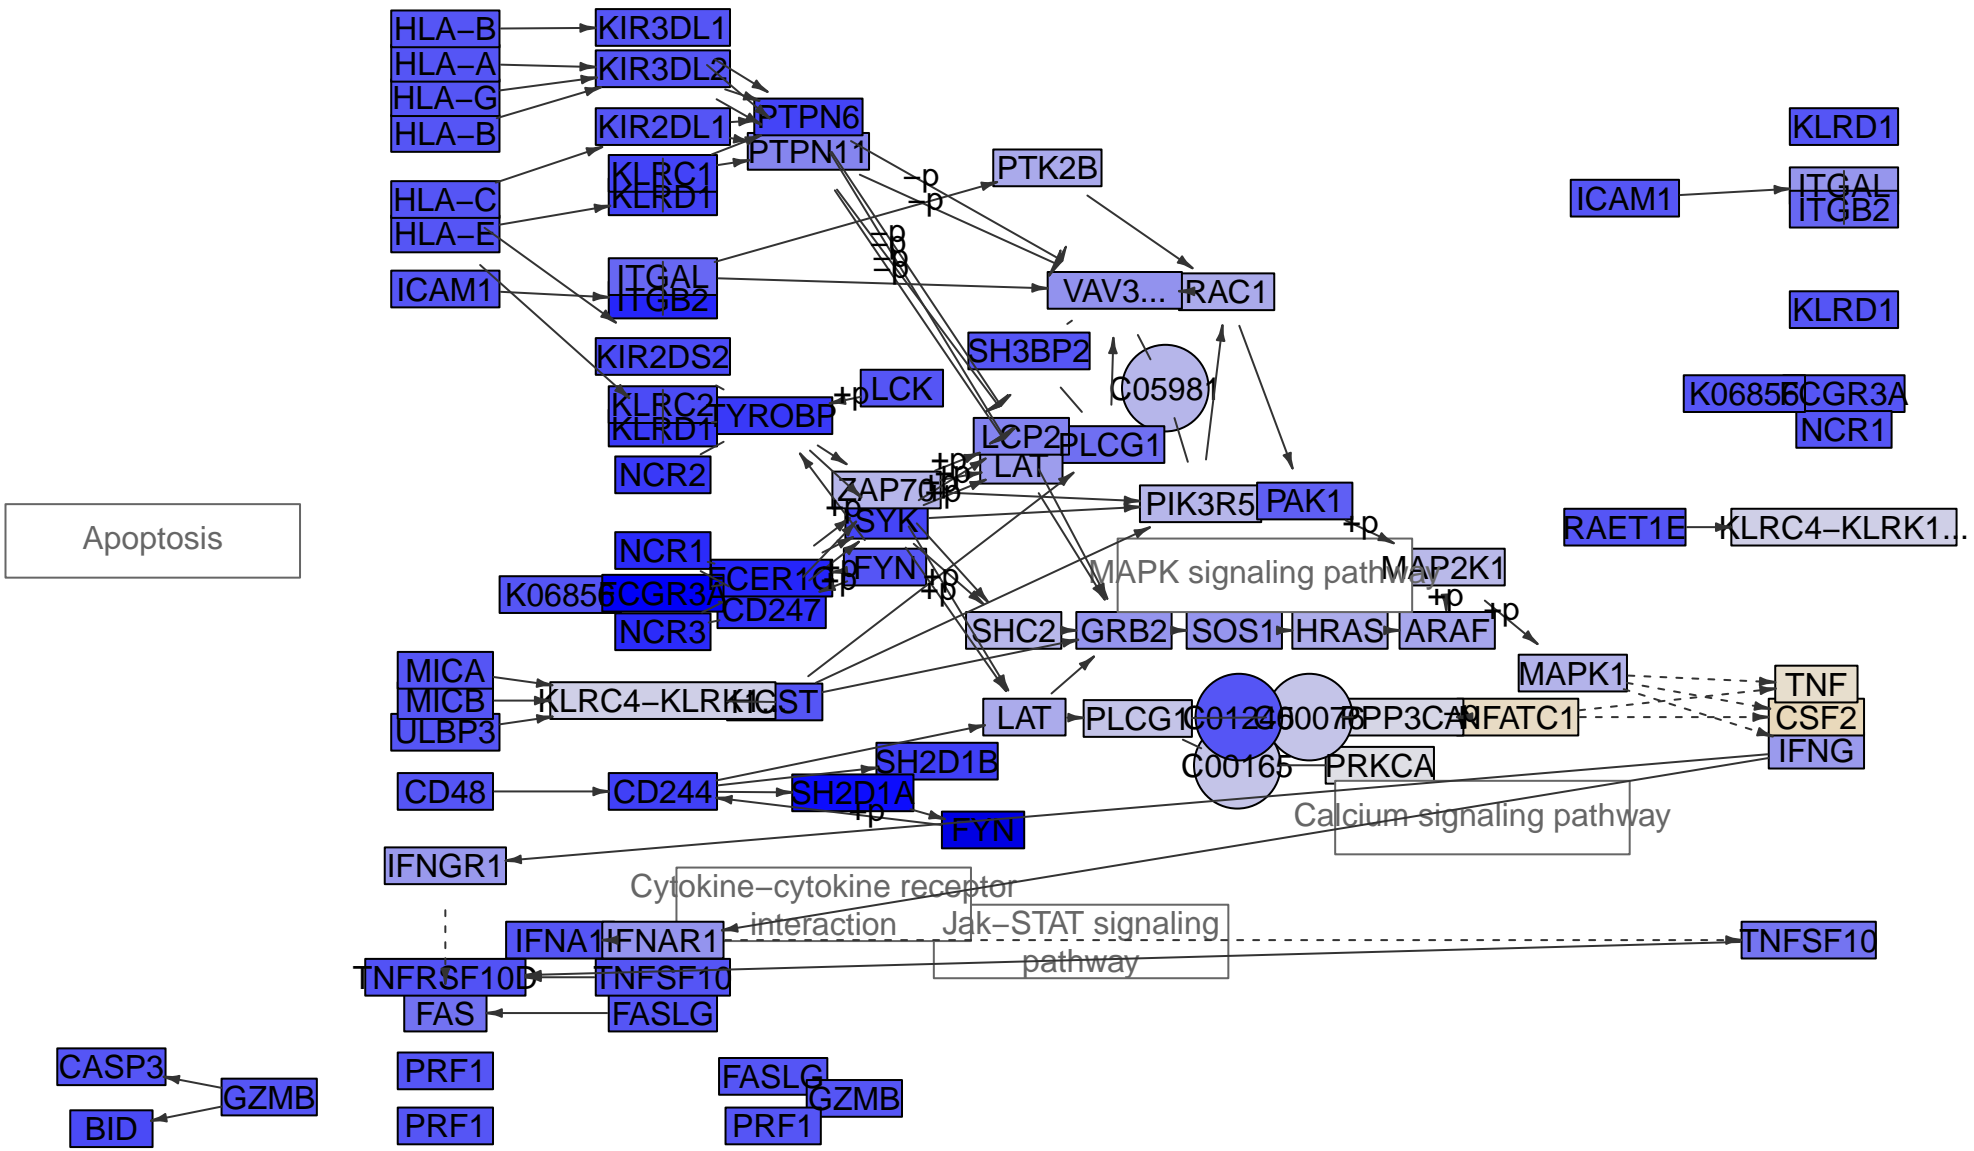 HLA−B
KIR3DL1
HLA−A
KIR3DL2
HLA−G
HLA−B
PTPN6
KIR2DL1
PTPN11
KLRD1
PTK2B
KLRC1
KLRD1
−p
−p
ICAM1
ITGAL
ITGB2
HLA−C
HLA−E
−p
−p
−p
−p
ICAM1
ITGAL
ITGB2
VAV3...
RAC1
KLRD1
KIR2DS2
SH3BP2
C05981
LCK
+p
KLRC2
KLRD1
TYROBP
K06856
FCGR3A
NCR1
LCP2
PLCG1
LAT
NCR2
+p
+p
+p
+p
ZAP70
SYK
+p
PIK3R5
PAK1
+p
RAET1E
KLRC4−KLRK1...
Apoptosis
NCR1
FCER1G
+p
+p
FYN
+p
+p
MAPK signaling pathway
MAP2K1
K06856
FCGR3A
CD247
NCR3
+p
+p
SHC2
GRB2
SOS1
HRAS
ARAF
MICA
MICB
ULBP3
KLRC4−KLRK1...
HCST
MAPK1
TNF
CSF2
IFNG
LAT
PLCG1
C01245
C00076
C00165
PPP3CA
−p
NFATC1
PRKCA
CD48
CD244
SH2D1B
SH2D1A
+p
FYN
Calcium signaling pathway
IFNGR1
Cytokine−cytokine receptor
interaction
Jak−STAT signaling
pathway
IFNA1
IFNAR1
TNFSF10
TNFRSF10D
TNFSF10
FAS
FASLG
CASP3
GZMB
BID
PRF1
PRF1
FASLG
GZMB
PRF1